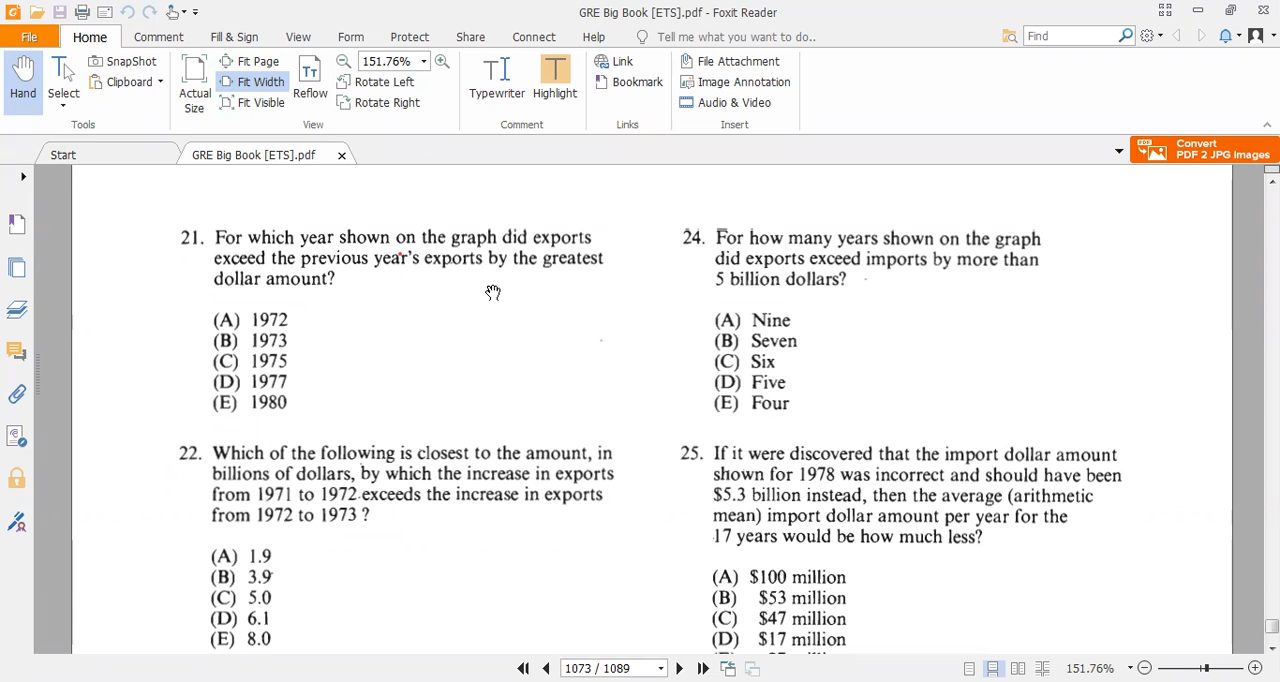 GRE Big Book [ETS].pdf - Foxit Reader
File Home Comment Fill & Sign View Form Protect Share Connect Help Tell me what you want to do.. Find
Hand
Select
SnapShot
Clipboard
Tools
Actual Size
Fit Page
Fit Width
Fit Visible
Reflow
151.76%
Rotate Left
Rotate Right
View
Typewriter
Highlight
Comment
Link
Bookmark
Links
File Attachment
Image Annotation
Audio & Video
Insert
Start
GRE Big Book [ETS].pdf
Convert
PDF 2 JPG Images
PDF
21. For which year shown on the graph did exports
exceed the previous year's exports by the greatest
dollar amount?
(A) 1972
(B) 1973
(C) 1975
(D) 1977
(E) 1980
22. Which of the following is closest to the amount, in
billions of dollars, by which the increase in exports
from 1971 to 1972 exceeds the increase in exports
from 1972 to 1973 ?
(A) 1.9
(B) 3.9
(C) 5.0
(D) 6.1
(E) 8.0
24. For how many years shown on the graph
did exports exceed imports by more than
5 billion dollars?
(A) Nine
(B) Seven
(C) Six
(D) Five
(E) Four
25. If it were discovered that the import dollar amount
shown for 1978 was incorrect and should have been
$5.3 billion instead, then the average (arithmetic
mean) import dollar amount per year for the
17 years would be how much less?
(A) $100 million
(B) $53 million
(C) $47 million
(D) $17 million
1073 / 1089
151.76%